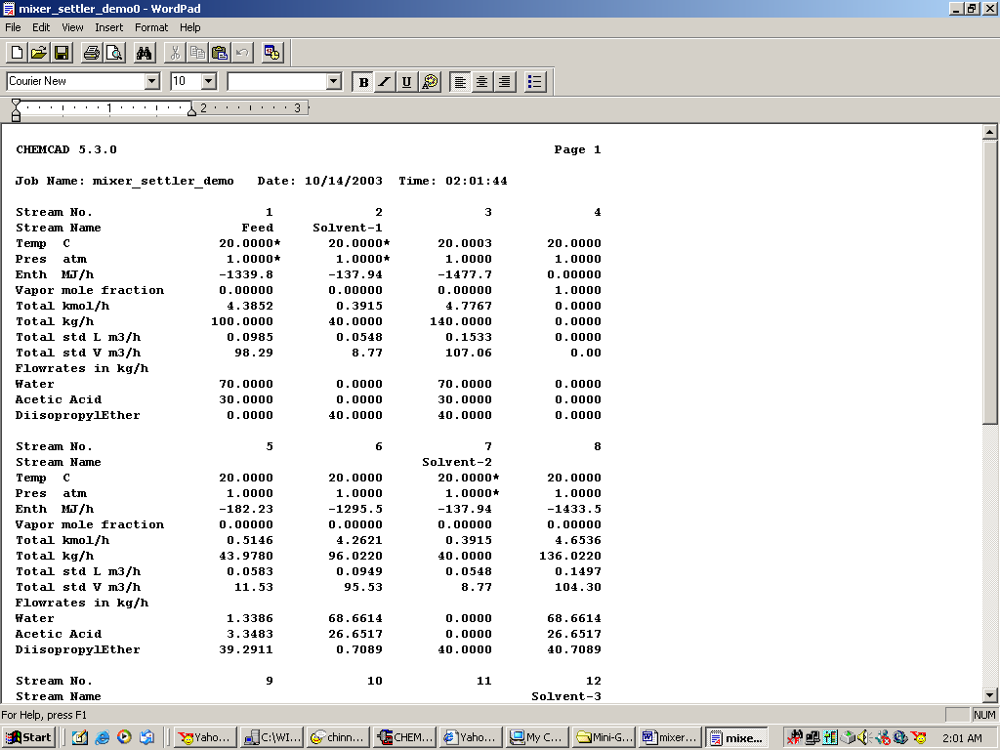 mixer_settler_demo0 - WordPad
File Edit View Insert Format Help
Courier New 10 B I U
1 2 3
CHEMCAD 5.3.0 Page 1
Job Name: mixer_settler_demo Date: 10/14/2003 Time: 02:01:44
Stream No. 1 2 3 4
Stream Name Feed Solvent-1
Temp C 20.0000* 20.0000* 20.0003 20.0000
Pres atm 1.0000* 1.0000* 1.0000 1.0000
Enth MJ/h -1339.8 -137.94 -1477.7 0.00000
Vapor mole fraction 0.00000 0.00000 0.00000 1.0000
Total kmol/h 4.3852 0.3915 4.7767 0.0000
Total kg/h 100.0000 40.0000 140.0000 0.0000
Total std L m3/h 0.0985 0.0548 0.1533 0.0000
Total std V m3/h 98.29 8.77 107.06 0.00
Flowrates in kg/h
Water 70.0000 0.0000 70.0000 0.0000
Acetic Acid 30.0000 0.0000 30.0000 0.0000
DiisopropylEther 0.0000 40.0000 40.0000 0.0000
Stream No. 5 6 7 8
Stream Name Solvent-2
Temp C 20.0000 20.0000 20.0000* 20.0000
Pres atm 1.0000 1.0000 1.0000* 1.0000
Enth MJ/h -182.23 -1295.5 -137.94 -1433.5
Vapor mole fraction 0.00000 0.00000 0.00000 0.00000
Total kmol/h 0.5146 4.2621 0.3915 4.6536
Total kg/h 43.9780 96.0220 40.0000 136.0220
Total std L m3/h 0.0583 0.0949 0.0548 0.1497
Total std V m3/h 11.53 95.53 8.77 104.30
Flowrates in kg/h
Water 1.3386 68.6614 0.0000 68.6614
Acetic Acid 3.3483 26.6517 0.0000 26.6517
DiisopropylEther 39.2911 0.7089 40.0000 40.7089
Stream No. 9 10 11 12
Stream Name Solvent-3
For Help, press F1 NUM
Start Yaho... C:\WI... chinn... CHEM... Yaho... My C... Mini-G... mixer... mixe... 2:01 AM